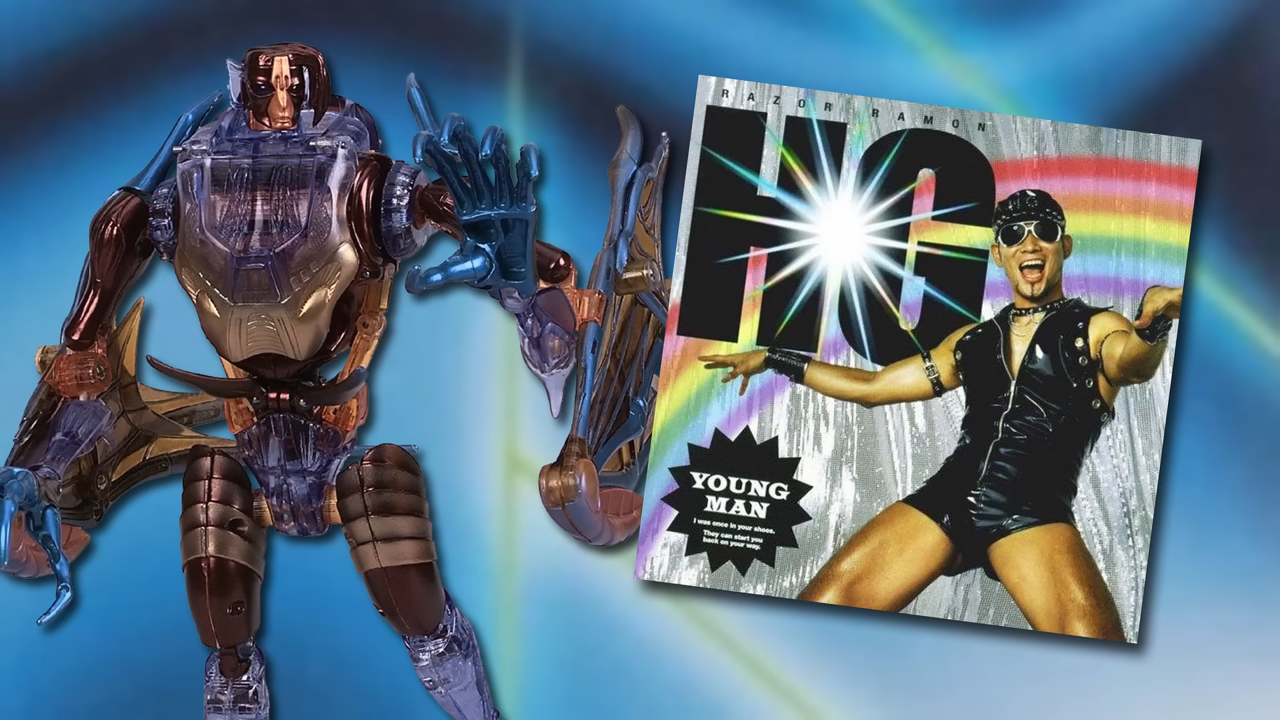 RAZOR RAMON
HG
YOUNG
MAN
I was once in your shoes.
They can start you
back on your way.